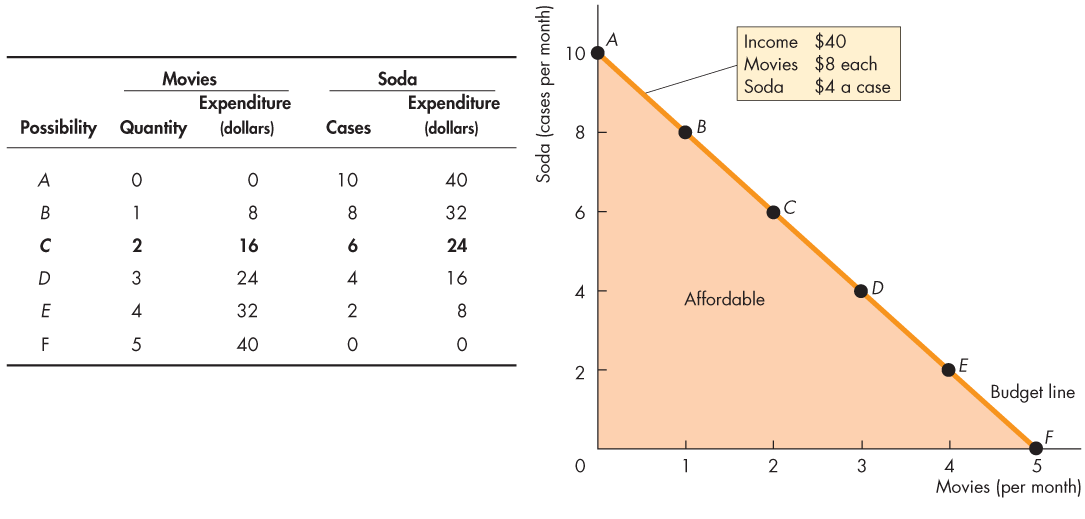 Movies Soda
Expenditure Expenditure
Possibility Quantity (dollars) Cases (dollars)
A 0 0 10 40
B 1 8 8 32
C 2 16 6 24
D 3 24 4 16
E 4 32 2 8
F 5 40 0 0
Soda (cases per month)
Income $40
Movies $8 each
Soda $4 a case
10
8
6
4
2
0
A
B
C
D
E
F
Affordable
Budget line
1 2 3 4 5
Movies (per month)